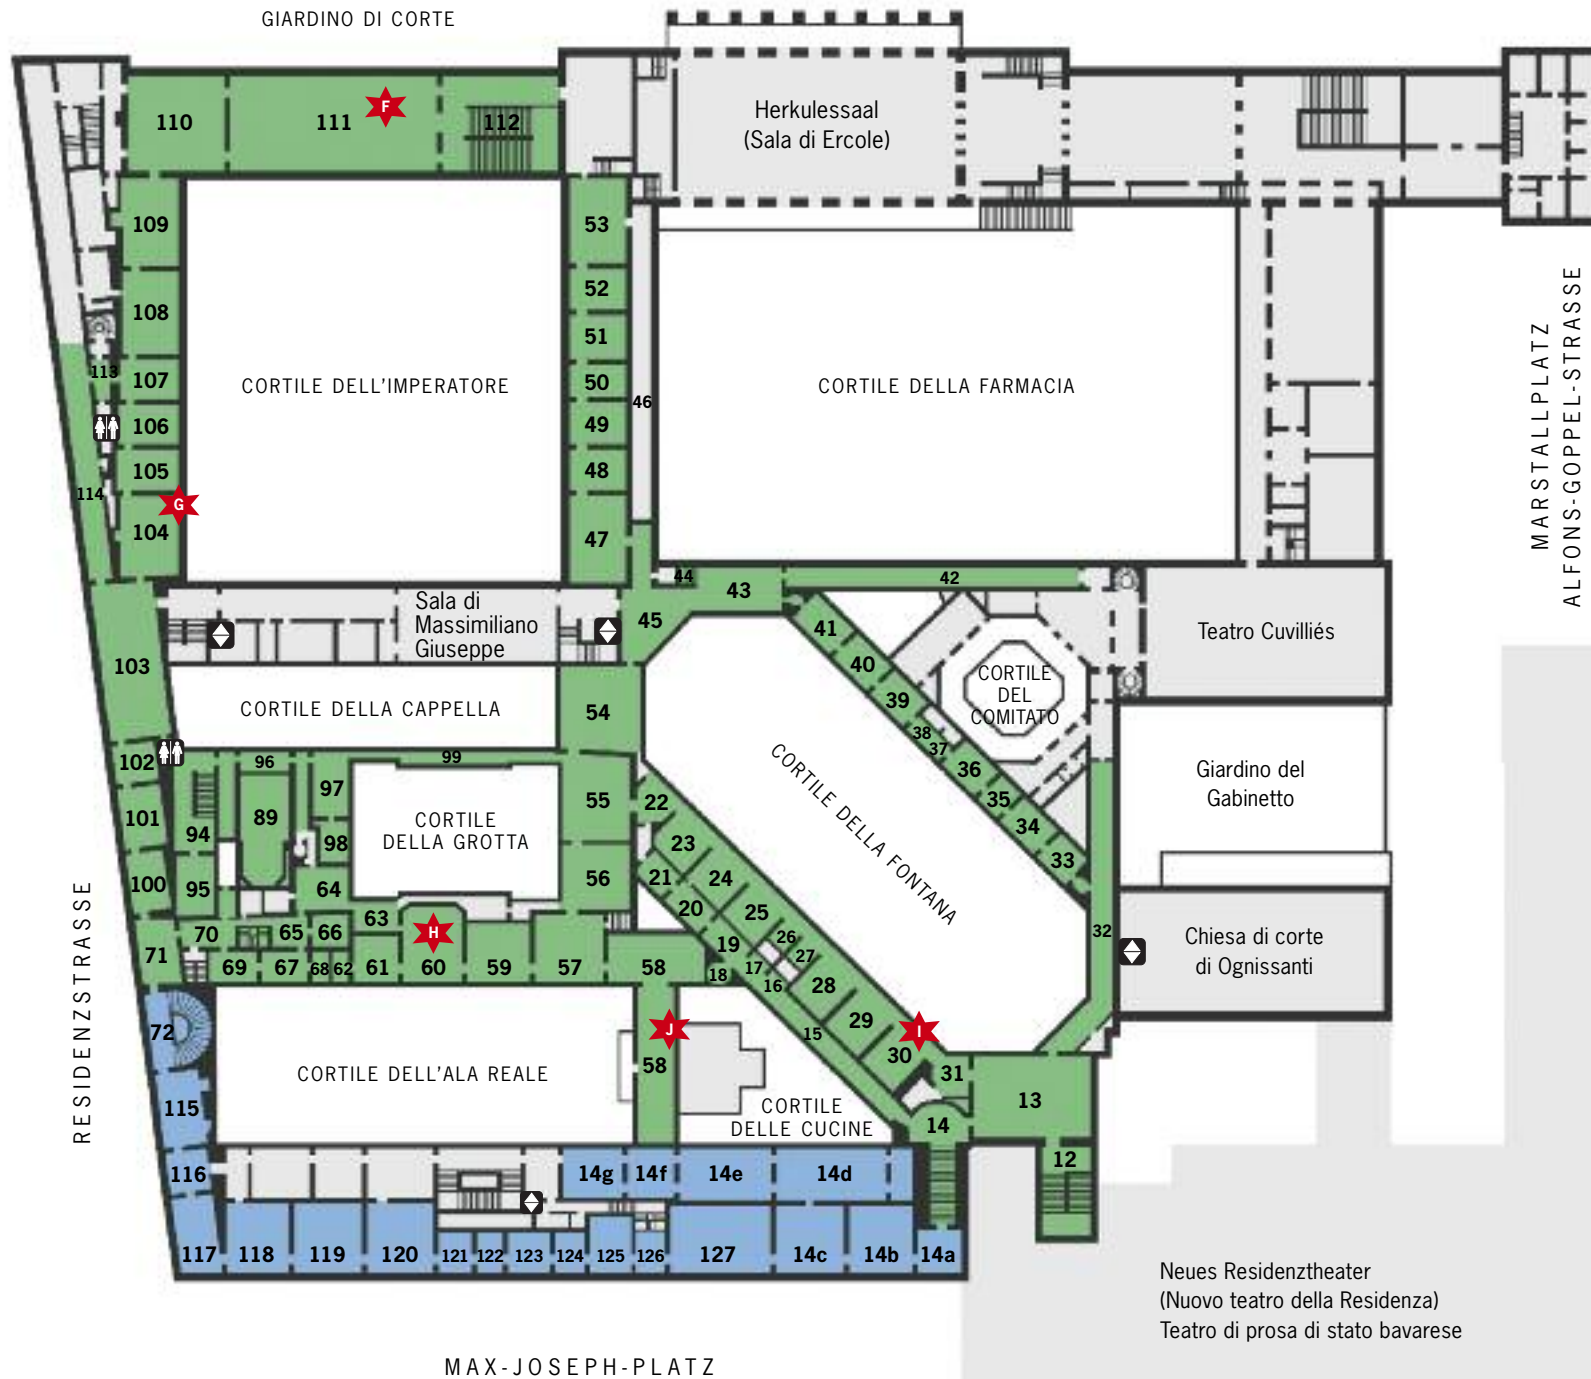 GIARDINO DI CORTE
110
111
F
112
Herkulessaal
(Sala di Ercole)
109
53
108
52
51
113
107
50
46
106
49
105
48
114
G
104
47
CORTILE DELL'IMPERATORE
CORTILE DELLA FARMACIA
MARSTALLPLATZ
ALFONS-GOPPEL-STRASSE
44
43
42
45
41
Sala di
Massimiliano
Giuseppe
Teatro Cuvilliés
103
40
39
CORTILE
DEL
COMITATO
CORTILE DELLA CAPPELLA
54
38
37
102
96
99
36
97
55
22
35
Giardino del
Gabinetto
101
89
94
98
CORTILE
DELLA GROTTA
CORTILE DELLA FONTANA
23
34
33
100
95
64
56
21
24
20
25
63
H
70
65
66
19
26
27
32
Chiesa di corte
di Ognissanti
71
69
67
68
62
61
60
59
57
58
18
17
16
28
RESIDENZSTRASSE
72
J
15
29
I
30
58
31
CORTILE DELL'ALA REALE
115
CORTILE
DELLE CUCINE
14
13
116
14g
14f
14e
14d
12
117
118
119
120
121
122
123
124
125
126
127
14c
14b
14a
Neues Residenztheater
(Nuovo teatro della Residenza)
Teatro di prosa di stato bavarese
MAX-JOSEPH-PLATZ